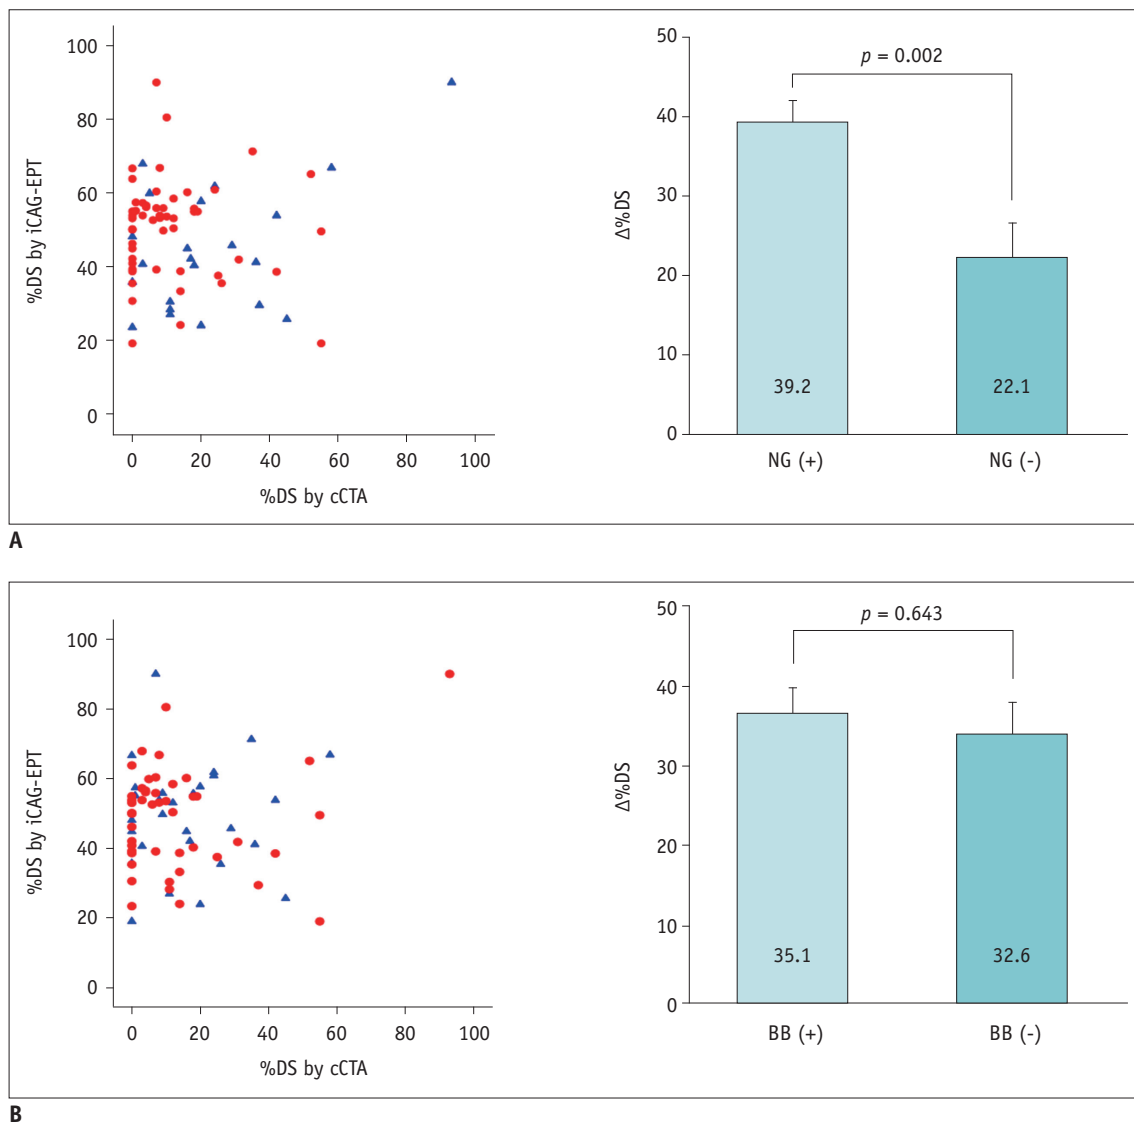 100
80
60
40
20
0
%DS by iCAG-EPT
0 20 40 60 80 100
%DS by cCTA
50
40
30
20
10
0
Δ%DS
p = 0.002
39.2 22.1
NG (+) NG (-)
A
100
80
60
40
20
0
%DS by iCAG-EPT
0 20 40 60 80 100
%DS by cCTA
50
40
30
20
10
0
Δ%DS
p = 0.643
35.1 32.6
BB (+) BB (-)
B